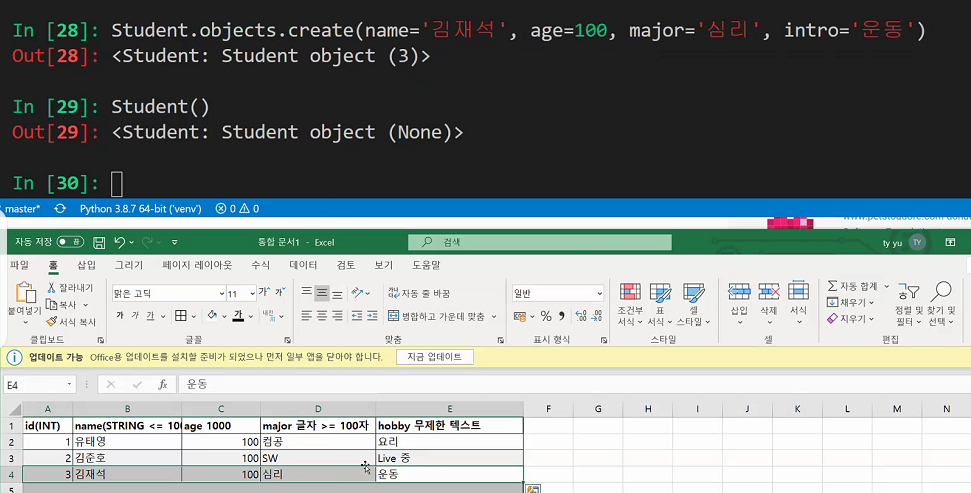 In [28]: Student.objects.create(name='김재석', age=100, major='심리', intro='운동')
Out[28]: <Student: Student object (3)>
In [29]: Student()
Out[29]: <Student: Student object (None)>
In [30]:
master* Python 3.8.7 64-bit ('venv') 0 0
자동 저장 끔 통합 문서1 - Excel 검색 ty yu TY
파일 홈 삽입 그리기 페이지 레이아웃 수식 데이터 검토 보기 도움말
붙여넣기 잘라내기 복사 서식 복사 클립보드
맑은 고딕 11 가 가 가 가 가 가 내천 글꼴
자동 줄 바꿈 병합하고 가운데 맞춤 맞춤
일반 % 표시 형식
조건부 서식 표 서식 셀 스타일 스타일
삽입 삭제 서식 셀
자동 합계 채우기 지우기 정렬 및 필터 찾기 및 선택 편집
업데이트 가능 Office용 업데이트를 설치할 준비가 되었으나 먼저 일부 앱을 닫아야 합니다. 지금 업데이트
E4 fx 운동
A B C D E F G H I J K L M N
1 id(INT) name(STRING <= 10( age 1000 major 글자 >= 100자 hobby 무제한 텍스트
2 1 유태영 100 컴공 요리
3 2 김준호 100 SW Live 중
4 3 김재석 100 심리 운동
5